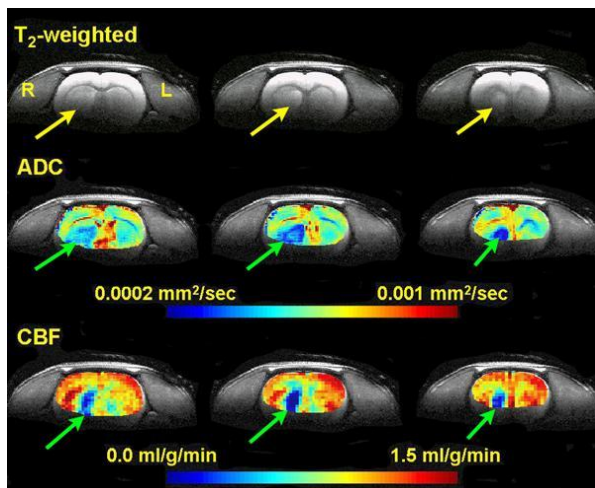 T₂-weighted
R L
ADC
0.0002 mm²/sec 0.001 mm²/sec
CBF
0.0 ml/g/min 1.5 ml/g/min